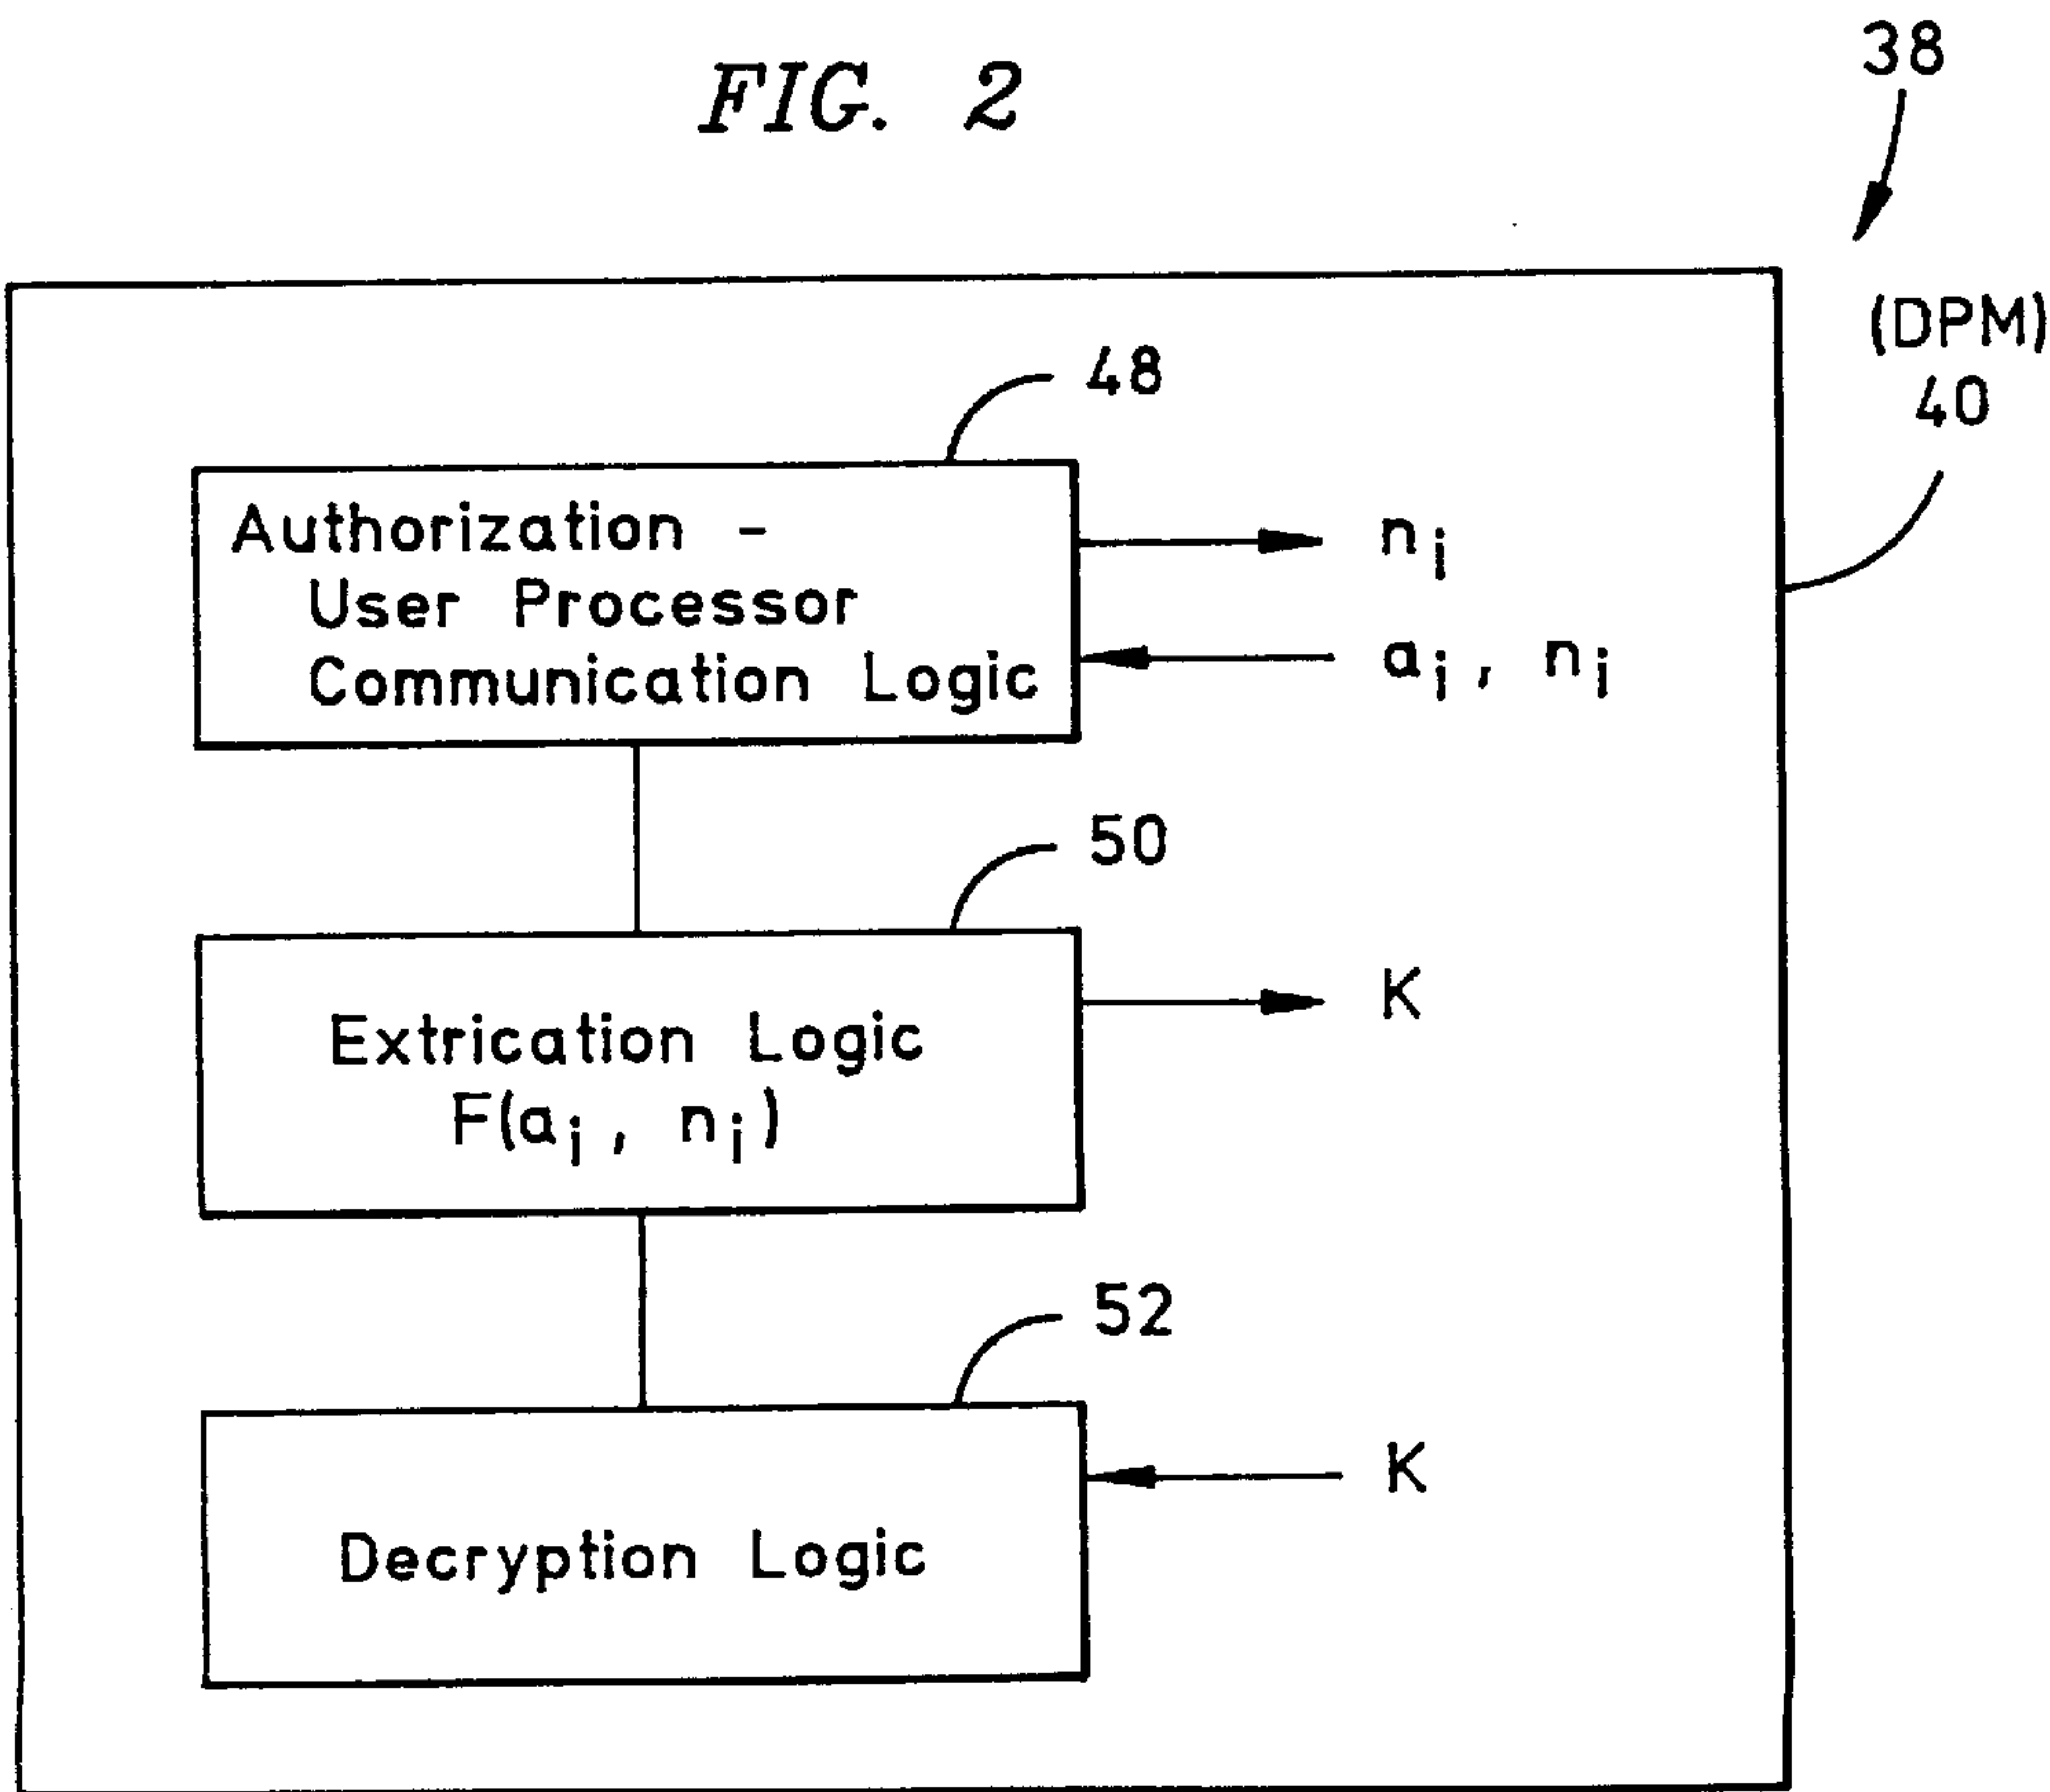 FIG. 2
38
(DPM)
40
48
Authorization -
User Processor
Communication Logic
n_i
a_i, n_i
50
Extrication Logic
F(a_i, n_i)
K
52
Decryption Logic
K